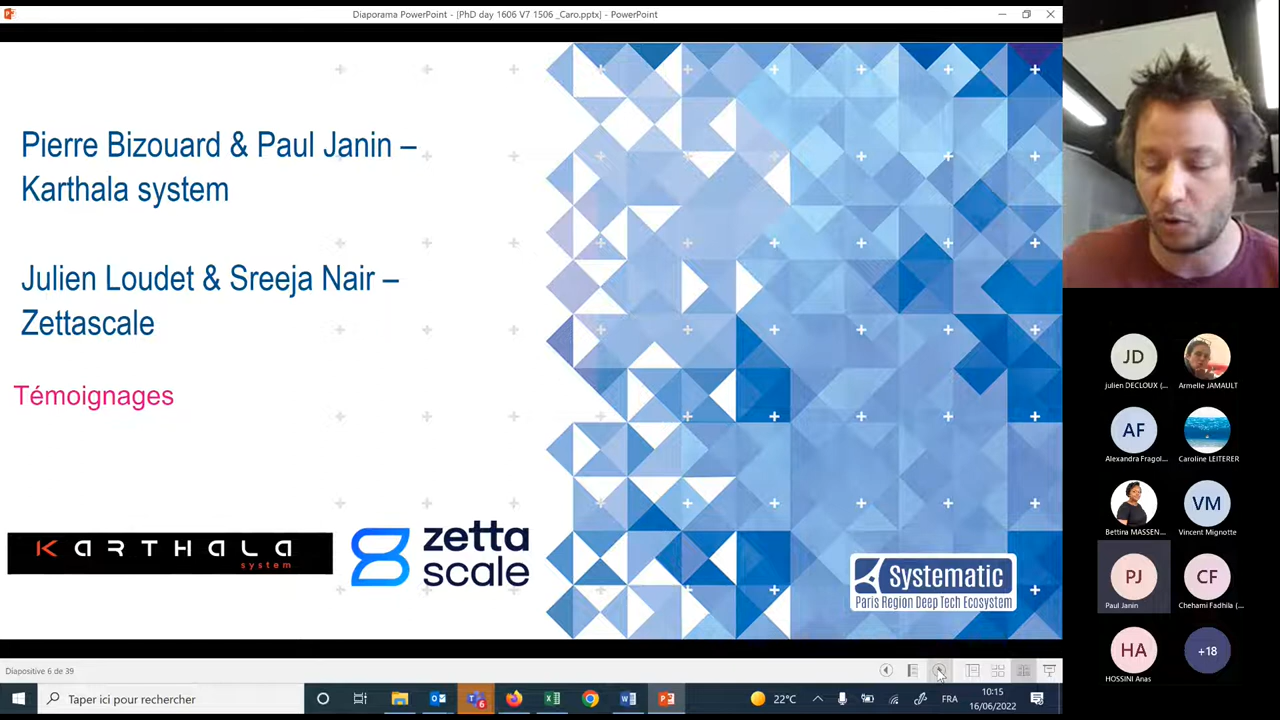 Diaporama PowerPoint - [PhD day 1606 V7 1506 _Caro.pptx] - PowerPoint
Pierre Bizouard & Paul Janin –
Karthala system
Julien Loudet & Sreeja Nair –
Zettascale
Témoignages
KARTHALA
system
zetta
scale
Systematic
Paris Region Deep Tech Ecosystem
JD
julien DECLOUX (...
Armelle JAMAULT
AF
Alexandra Fragol...
Caroline LEITERER
Bettina MASSEN...
VM
Vincent Mignotte
PJ
Paul Janin
CF
Chehami Fadhila (...
HA
HOSSINI Anas
+18
Diapositive 6 de 39
Taper ici pour rechercher
6
22°C
FRA
10:15
16/06/2022